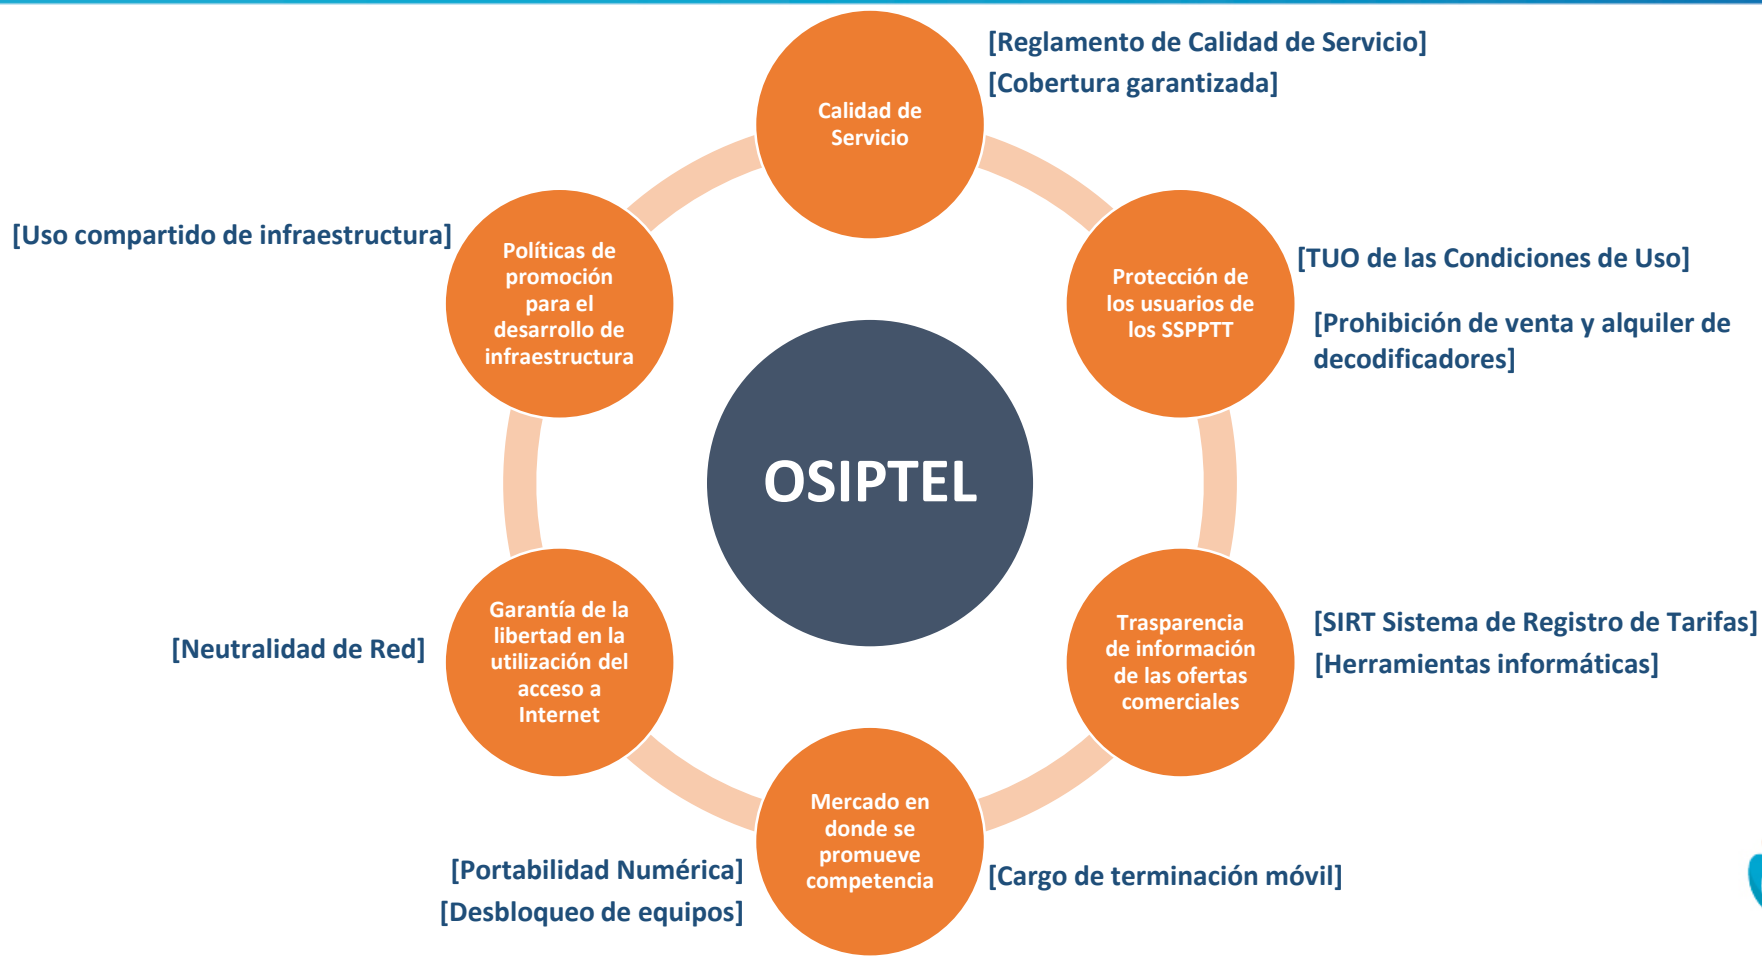 [Reglamento de Calidad de Servicio]
[Cobertura garantizada]
Calidad de
Servicio
[Uso compartido de infraestructura]
Políticas de
promoción
para el
desarrollo de
infraestructura
Protección de
los usuarios de
los SSPPTT
[TUO de las Condiciones de Uso]
[Prohibición de venta y alquiler de
decodificadores]
OSIPTEL
[Neutralidad de Red]
Garantía de la
libertad en la
utilización del
acceso a
Internet
Trasparencia
de información
de las ofertas
comerciales
[SIRT Sistema de Registro de Tarifas]
[Herramientas informáticas]
Mercado en
donde se
promueve
competencia
[Portabilidad Numérica]
[Desbloqueo de equipos]
[Cargo de terminación móvil]